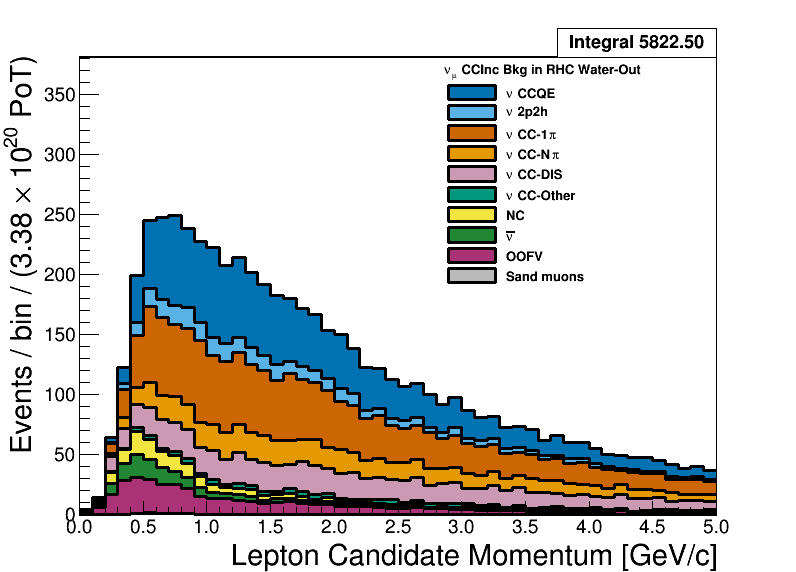 Integral 5822.50
ν_μ CCInc Bkg in RHC Water-Out
ν CCQE
ν 2p2h
ν CC-1π
ν CC-Nπ
ν CC-DIS
ν CC-Other
NC
ν̅
OOFV
Sand muons
Events / bin / (3.38 × 10²⁰ PoT)
350
300
250
200
150
100
50
0
0.0 0.5 1.0 1.5 2.0 2.5 3.0 3.5 4.0 4.5 5.0
Lepton Candidate Momentum [GeV/c]